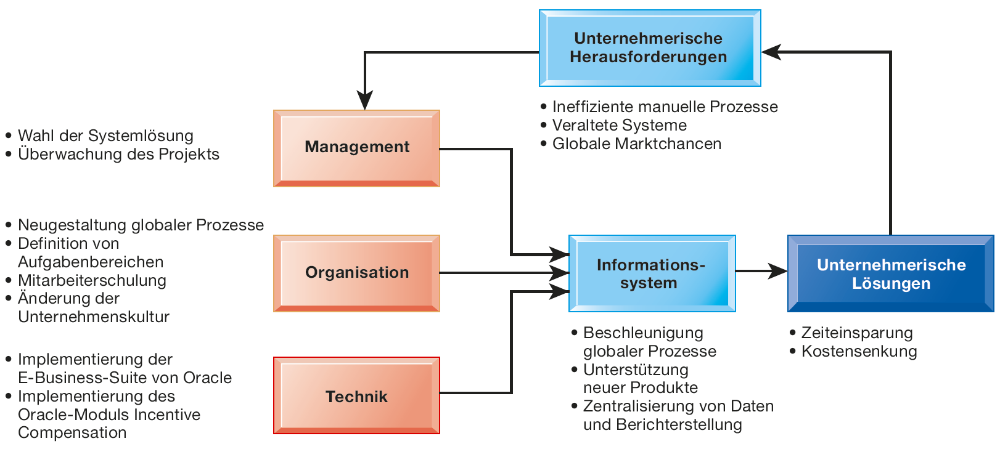 Unternehmerische
Herausforderungen
• Ineffiziente manuelle Prozesse
• Veraltete Systeme
• Globale Marktchancen
• Wahl der Systemlösung
• Überwachung des Projekts
Management
• Neugestaltung globaler Prozesse
• Definition von
Aufgabenbereichen
• Mitarbeiterschulung
• Änderung der
Unternehmenskultur
Organisation
Informations-
system
Unternehmerische
Lösungen
• Implementierung der
E-Business-Suite von Oracle
• Implementierung des
Oracle-Moduls Incentive
Compensation
Technik
• Beschleunigung
globaler Prozesse
• Unterstützung
neuer Produkte
• Zentralisierung von Daten
und Berichterstellung
• Zeiteinsparung
• Kostensenkung